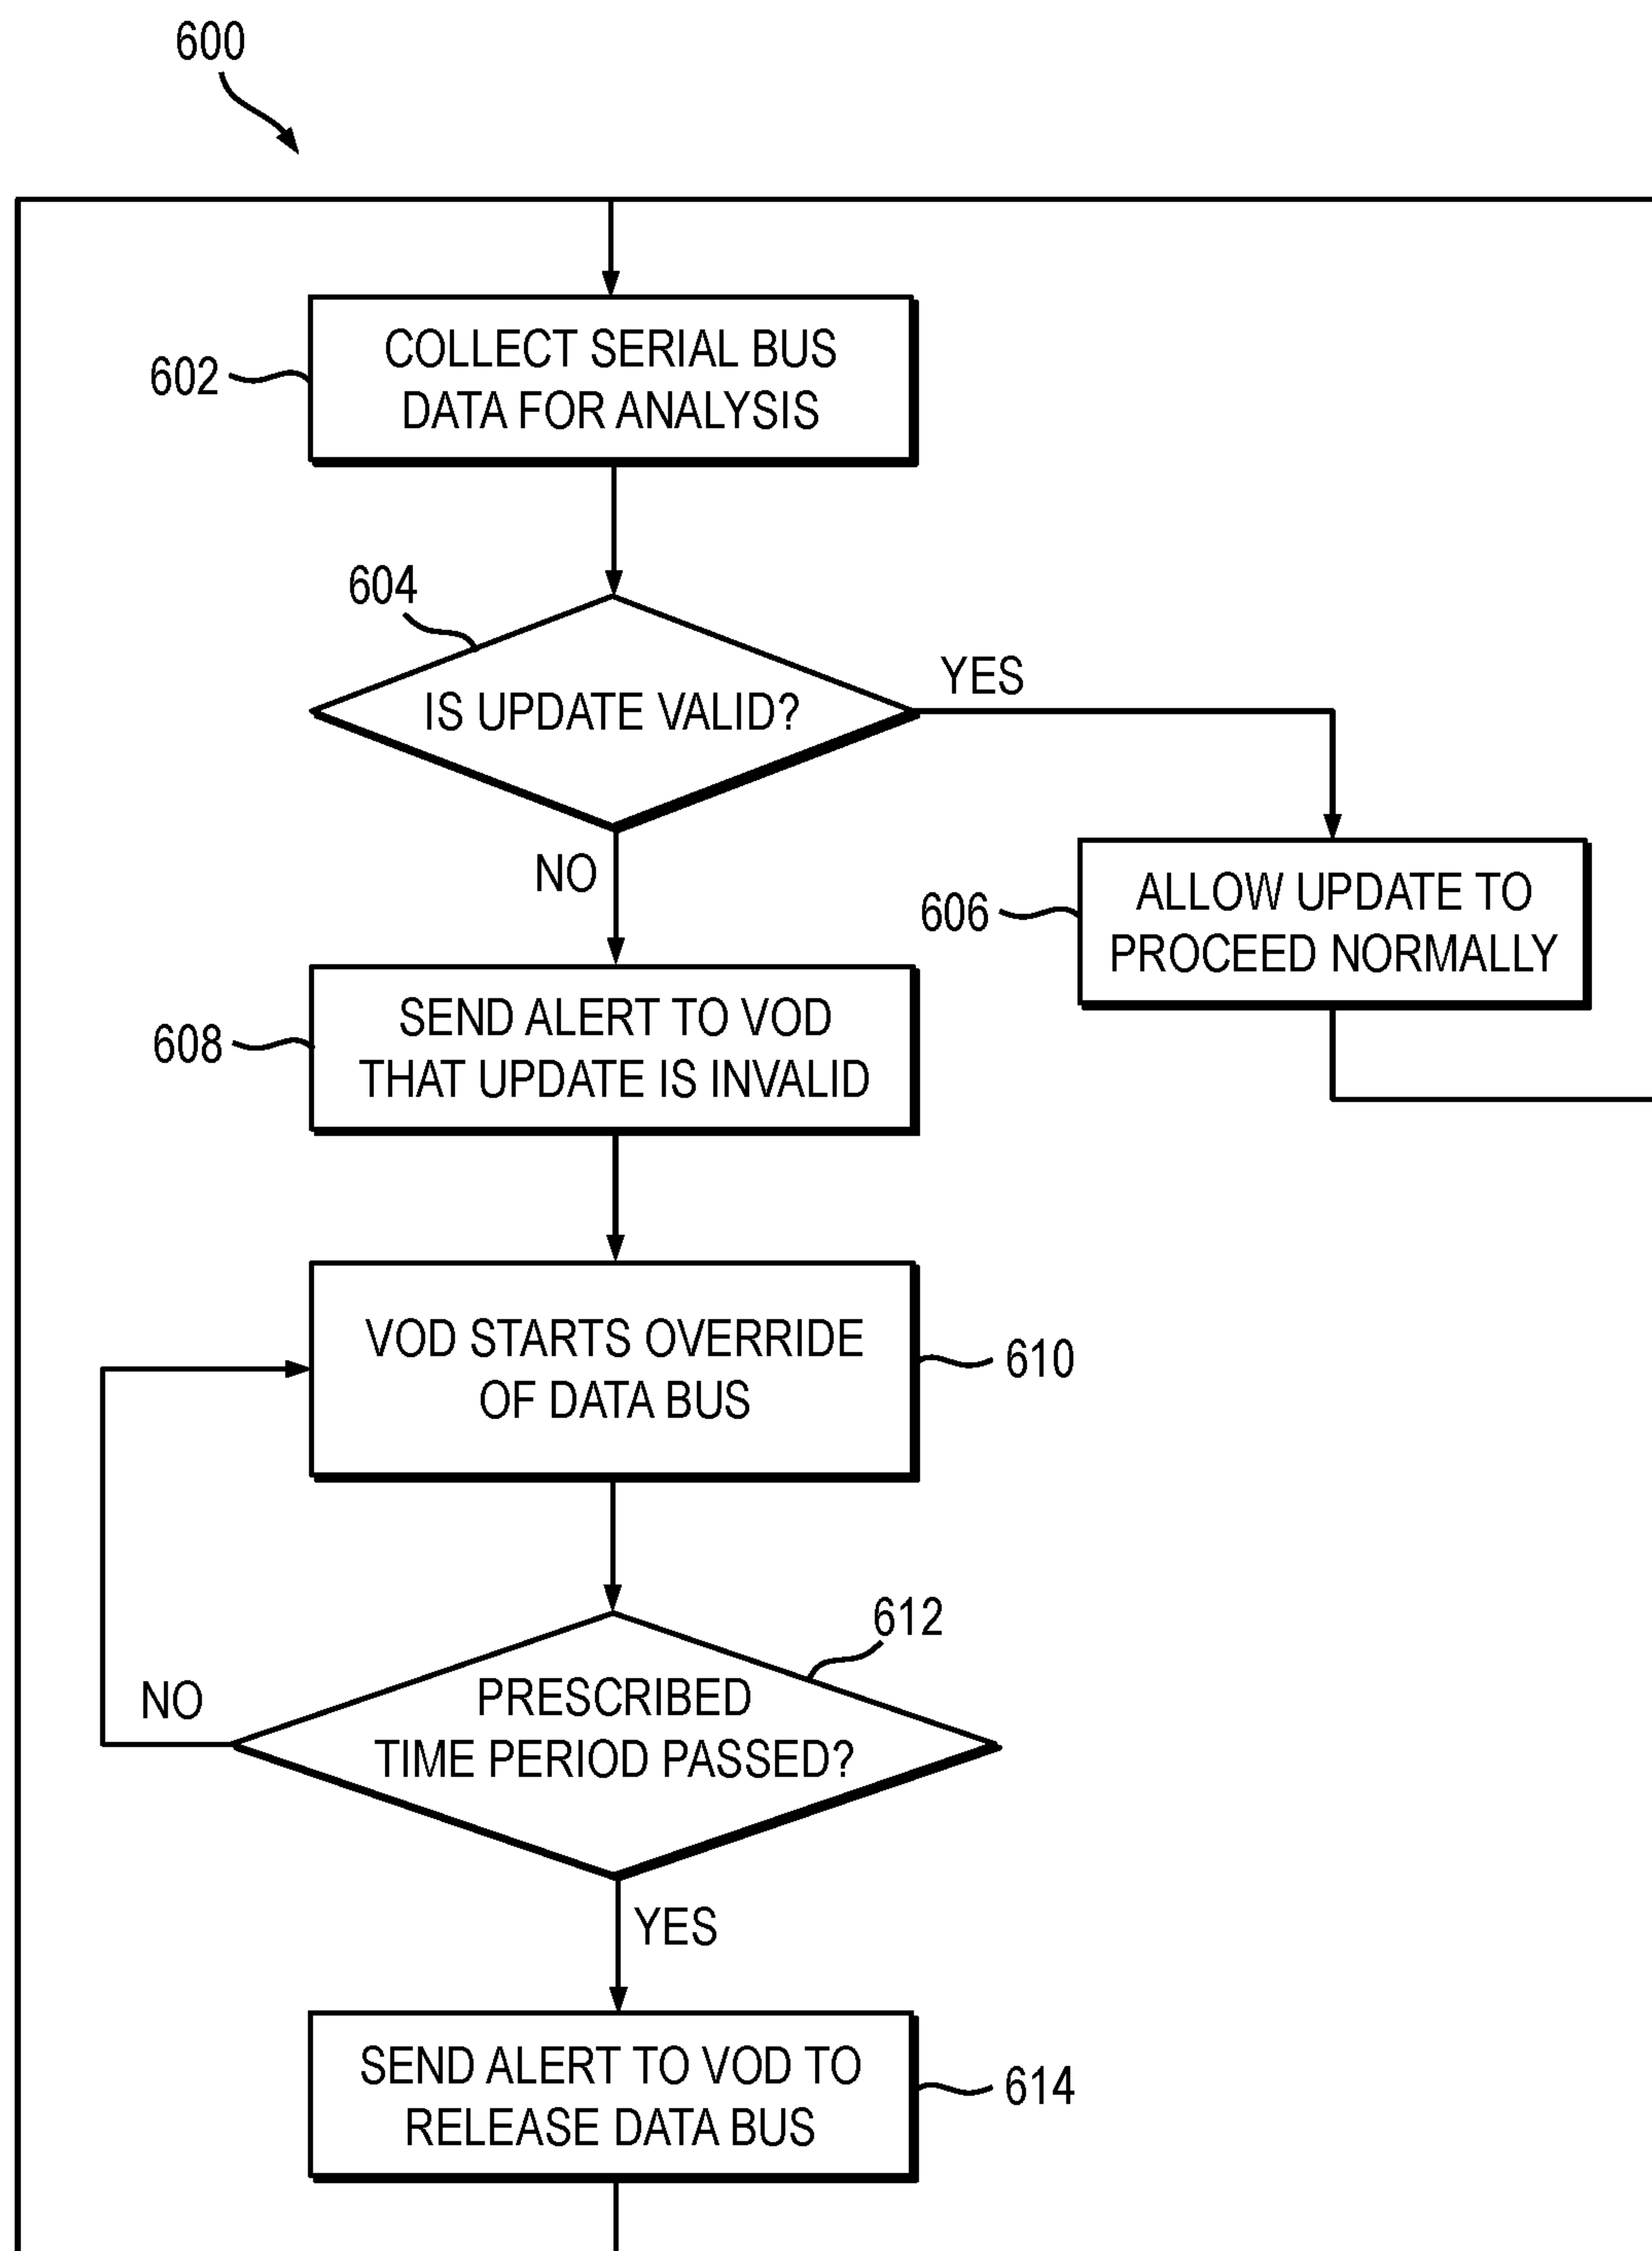 600
602
COLLECT SERIAL BUS
DATA FOR ANALYSIS
604
IS UPDATE VALID?
YES
NO
606
ALLOW UPDATE TO
PROCEED NORMALLY
608
SEND ALERT TO VOD
THAT UPDATE IS INVALID
VOD STARTS OVERRIDE
OF DATA BUS
610
612
PRESCRIBED
TIME PERIOD PASSED?
NO
YES
SEND ALERT TO VOD TO
RELEASE DATA BUS
614